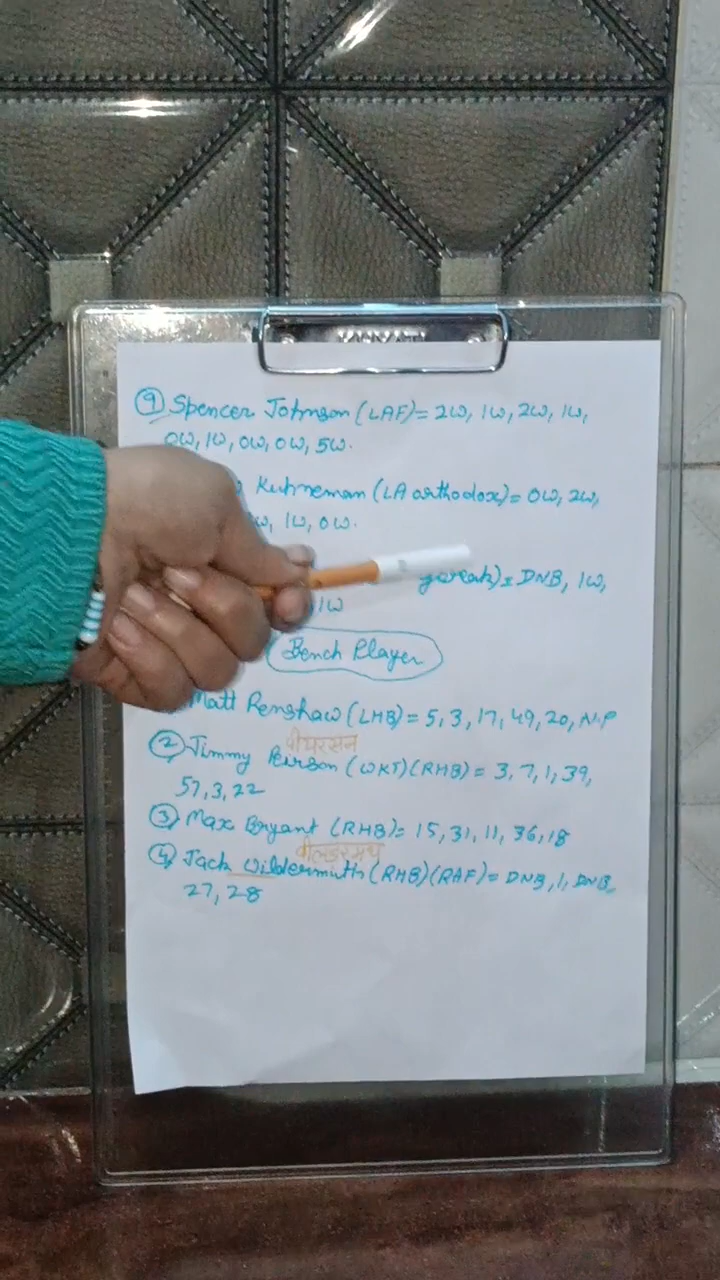 ⑨ Spencer Johnson (LAF) = 2W, 1W, 2W, 1W,
0W, 1W, 0W, 0W, 5W.
Kuhneman (LA orthodox) = 0W, 2W,
W, 1W, 0W.
break) = DNB, 1W,
1W
Bench Player
Matt Renshaw (LHB) = 5, 3, 17, 49, 20, N.P
पीयरसन
② Jimmy Peirson (WKT)(RHB) = 3, 7, 1, 39,
57, 3, 22
③ Max Bryant (RHB) = 15, 31, 11, 36, 18
वील्डरमथ
④ Jack Wildermuth (RHB)(RAF) = DNB, 1, DNB,
27, 28